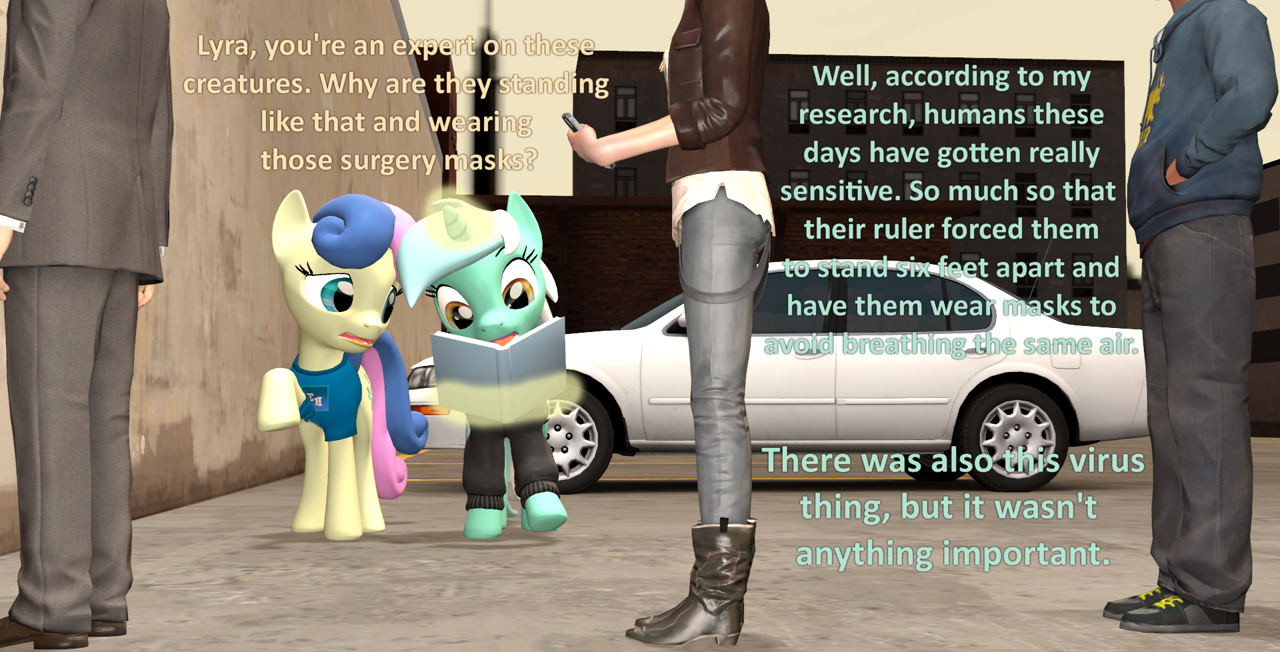 Lyra, you're an expert on these
creatures. Why are they standing
like that and wearing
those surgery masks?
Well, according to my
research, humans these
days have gotten really
sensitive. So much so that
their ruler forced them
to stand six feet apart and
have them wear masks to
avoid breathing the same air.
There was also this virus
thing, but it wasn't
anything important.